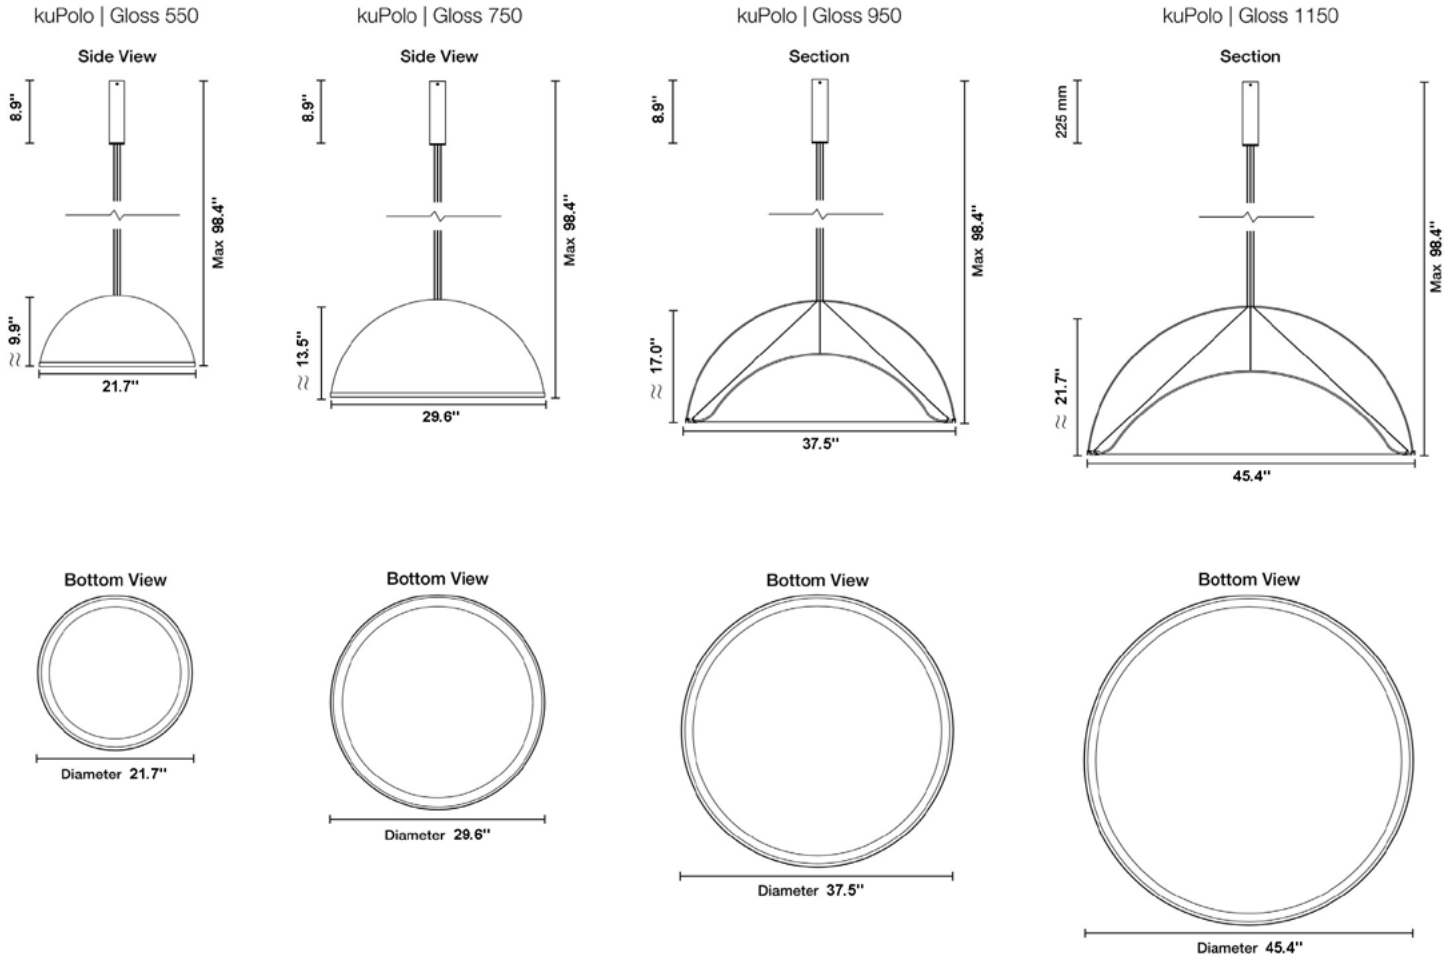 kuPolo | Gloss 550
Side View
8.9"
Max 98.4"
≈ 9.9"
21.7"
Bottom View
Diameter 21.7"
kuPolo | Gloss 750
Side View
8.9"
Max 98.4"
≈ 13.5"
29.6"
Bottom View
Diameter 29.6"
kuPolo | Gloss 950
Section
8.9"
Max 98.4"
≈ 17.0"
37.5"
Bottom View
Diameter 37.5"
kuPolo | Gloss 1150
Section
225 mm
Max 98.4"
≈ 21.7"
45.4"
Bottom View
Diameter 45.4"